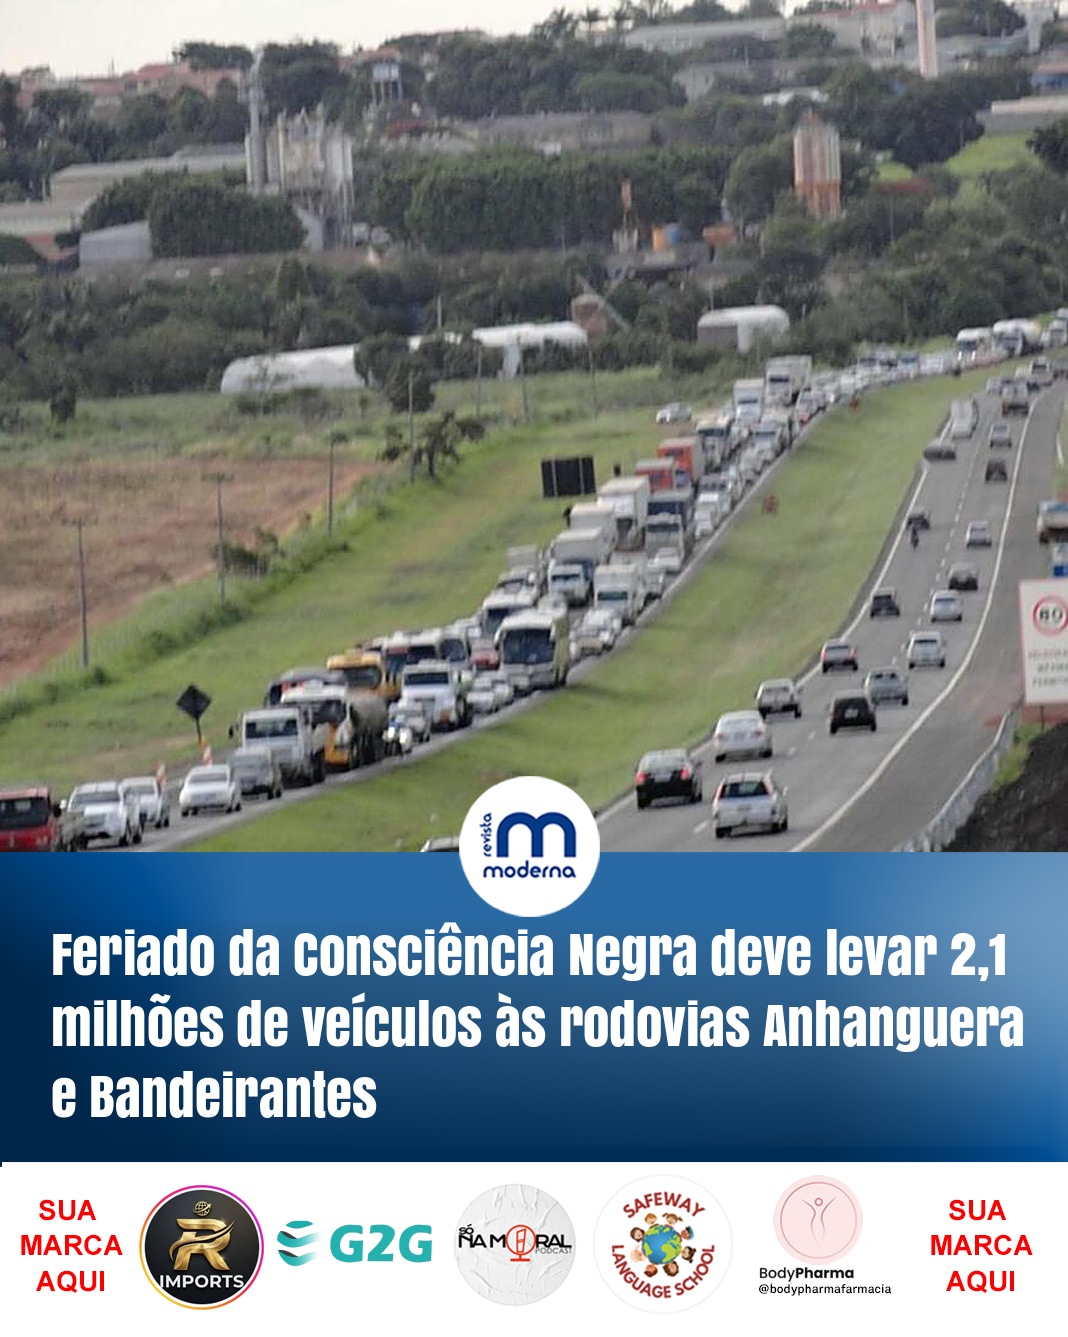 80
revista
m
moderna
Feriado da Consciência Negra deve levar 2,1
milhões de veículos às rodovias Anhanguera
e Bandeirantes
SUA
MARCA
AQUI
R
IMPORTS
G2G
SÓ
NA MORAL
PODCAST
SAFEWAY
LANGUAGE SCHOOL
BodyPharma
@bodypharmafarmacia
SUA
MARCA
AQUI